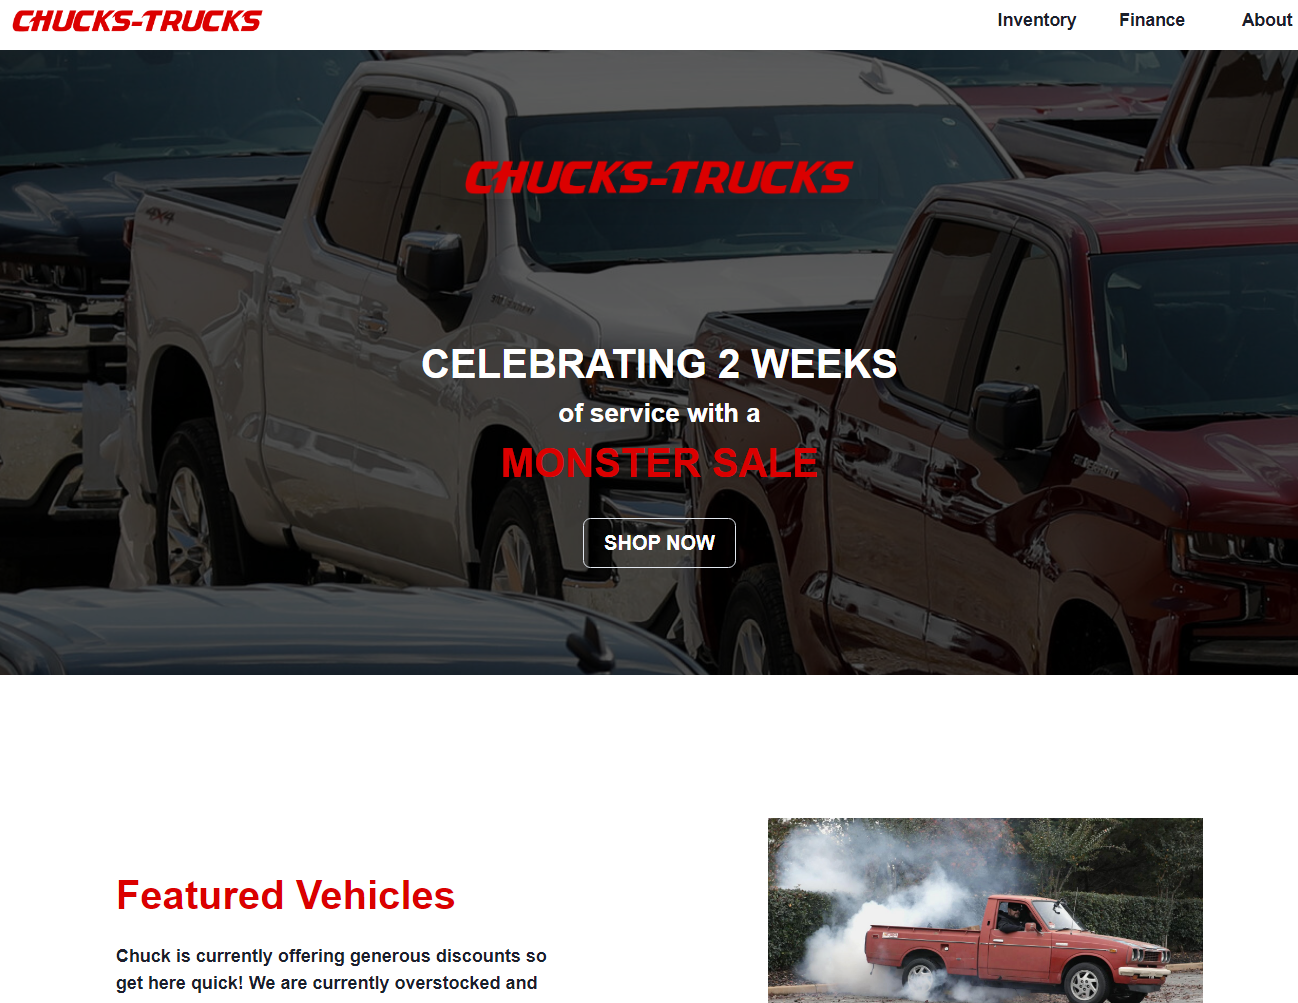 CHUCKS-TRUCKS
Inventory Finance About
CHUCKS-TRUCKS
4X4
CELEBRATING 2 WEEKS
of service with a
MONSTER SALE
SHOP NOW
Featured Vehicles
Chuck is currently offering generous discounts so
get here quick! We are currently overstocked and